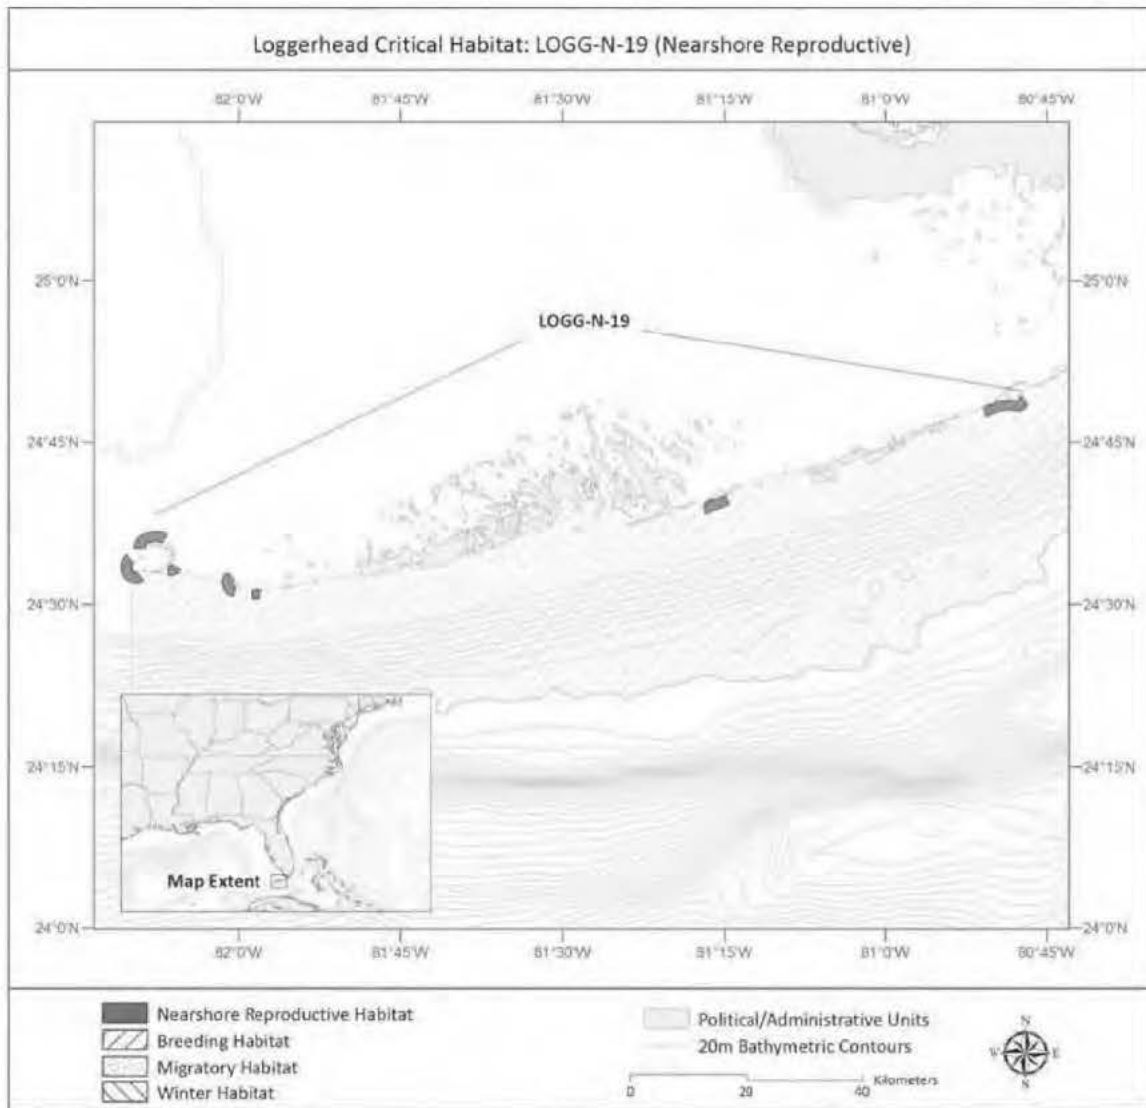 Loggerhead Critical Habitat: LOGG-N-19 (Nearshore Reproductive)
82°0'W 81°45'W 81°30'W 81°15'W 81°0'W 80°45'W
25°0'N 25°0'N
LOGG-N-19
24°45'N 24°45'N
24°30'N 24°30'N
24°15'N 24°15'N
Map Extent
24°0'N 24°0'N
82°0'W 81°45'W 81°30'W 81°15'W 81°0'W 80°45'W
Nearshore Reproductive Habitat
Breeding Habitat
Migratory Habitat
Winter Habitat
Political/Administrative Units
20m Bathymetric Contours
0 20 40 Kilometers
N
W E
S